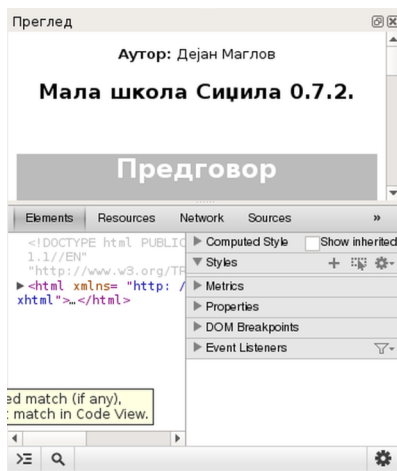 Преглед
Аутор: Дејан Маглов
Мала школа Сиџила 0.7.2.
Предговор
Elements Resources Network Sources »
<!DOCTYPE html PUBLIC
1.1//EN"
"http://www.w3.org/TR
<html xmlns= "http: /
xhtml">…</html>
Computed Style Show inherited
Styles
Metrics
Properties
DOM Breakpoints
Event Listeners
ed match (if any),
match in Code View.